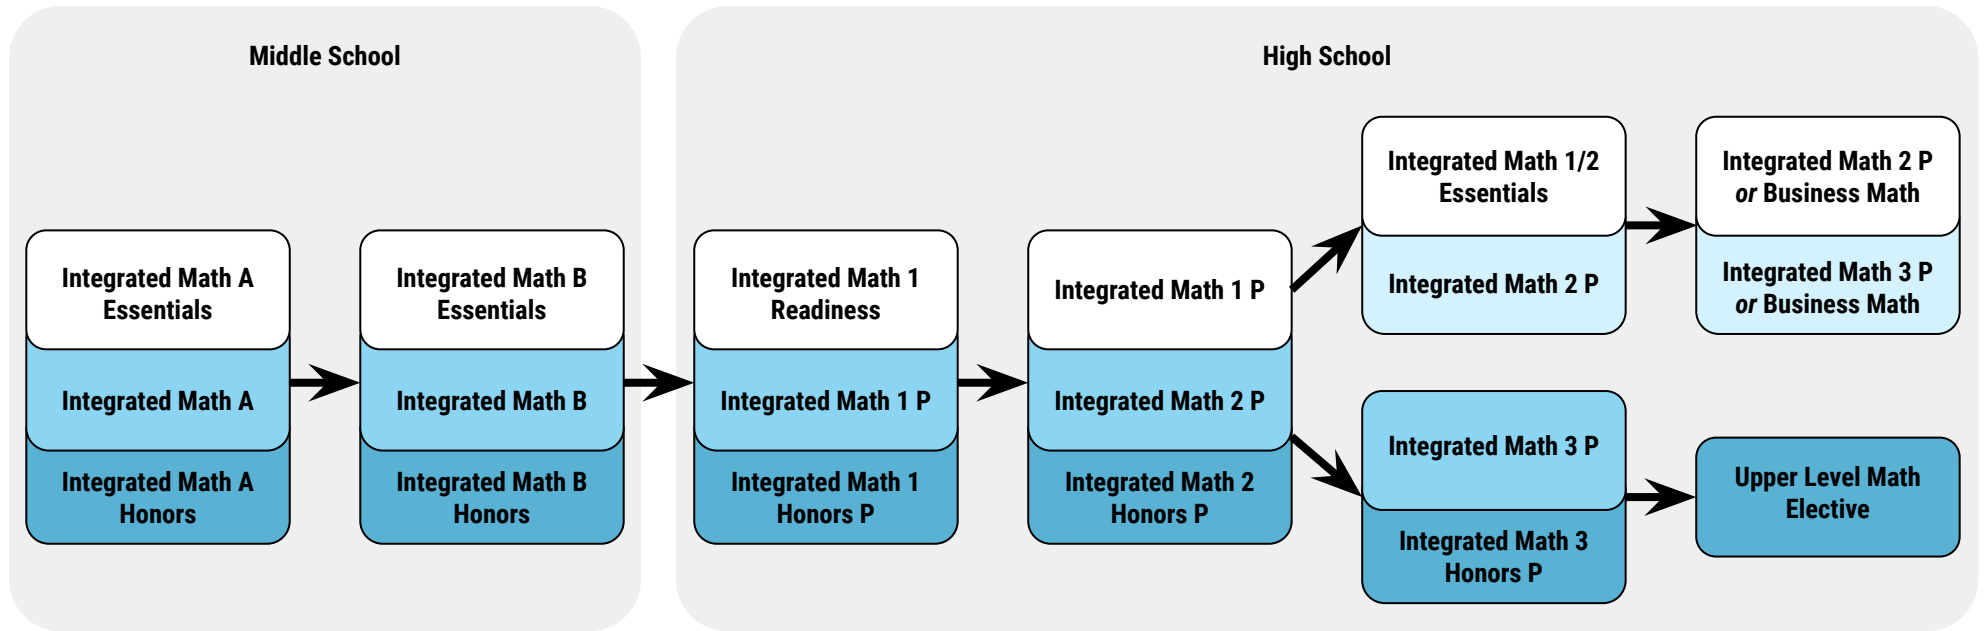 Middle School
Integrated Math A
Essentials
Integrated Math A
Integrated Math A
Honors
Integrated Math B
Essentials
Integrated Math B
Integrated Math B
Honors
High School
Integrated Math 1
Readiness
Integrated Math 1 P
Integrated Math 1
Honors P
Integrated Math 1 P
Integrated Math 2 P
Integrated Math 2
Honors P
Integrated Math 1/2
Essentials
Integrated Math 2 P
Integrated Math 2 P
or Business Math
Integrated Math 3 P
or Business Math
Integrated Math 3 P
Integrated Math 3
Honors P
Upper Level Math
Elective